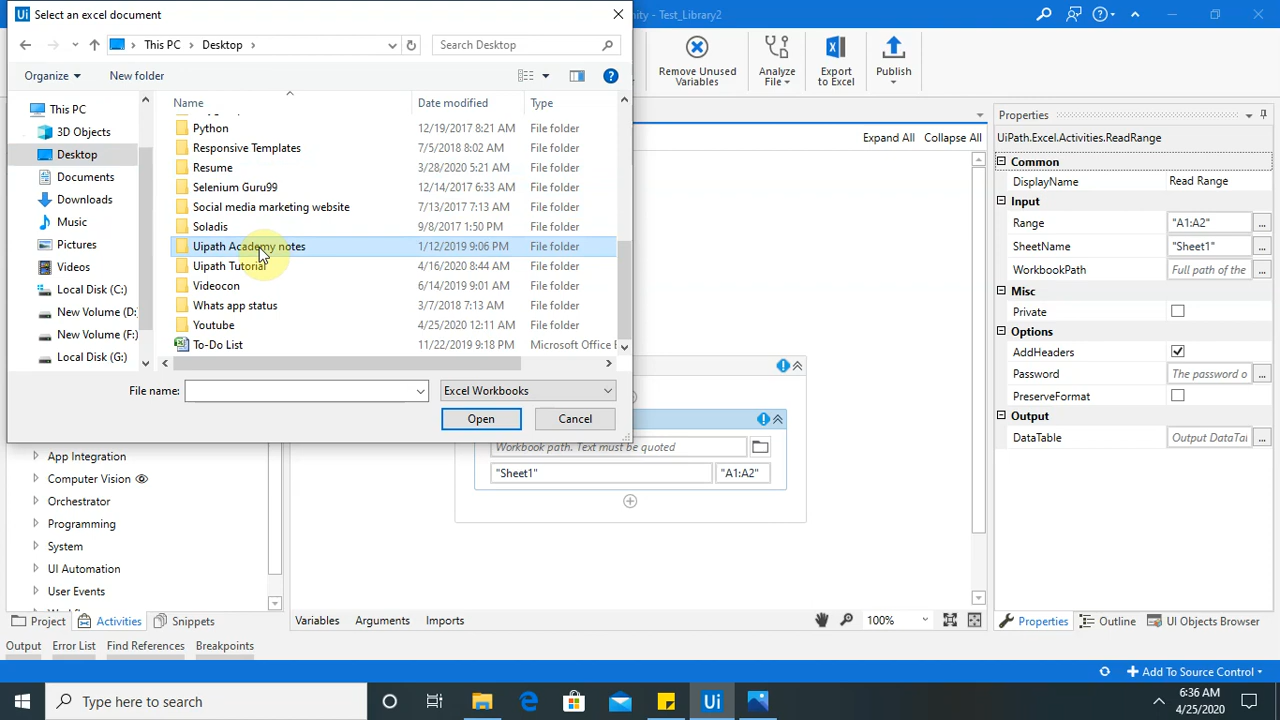 Select an excel document
nity - Test_Library2
This PC
Desktop
Search Desktop
Organize
New folder
Remove Unused
Variables
Analyze
File
Export
to Excel
Publish
Name
Date modified
Type
This PC
3D Objects
Desktop
Documents
Downloads
Music
Pictures
Videos
Local Disk (C:)
New Volume (D:
New Volume (F:)
Local Disk (G:)
Python 12/19/2017 8:21 AM File folder
Responsive Templates 7/5/2018 8:02 AM File folder
Resume 3/28/2020 5:21 AM File folder
Selenium Guru99 12/14/2017 6:33 AM File folder
Social media marketing website 7/13/2017 7:13 AM File folder
Soladis 9/8/2017 1:50 PM File folder
Uipath Academy notes 1/12/2019 9:06 PM File folder
Uipath Tutorial 4/16/2020 8:44 AM File folder
Videocon 6/14/2019 9:01 AM File folder
Whats app status 3/7/2018 7:13 AM File folder
Youtube 4/25/2020 12:11 AM File folder
To-Do List 11/22/2019 9:18 PM Microsoft Office E
File name:
Excel Workbooks
Open
Cancel
Expand All
Collapse All
Properties
UiPath.Excel.Activities.ReadRange
Common
DisplayName Read Range
Input
Range "A1:A2" ...
SheetName "Sheet1" ...
WorkbookPath Full path of the ...
Misc
Private
Options
AddHeaders
Password The password o ...
PreserveFormat
Output
DataTable Output DataTal ...
Workbook path. Text must be quoted
"Sheet1" "A1:A2"
App Integration
Computer Vision
Orchestrator
Programming
System
UI Automation
User Events
Project
Activities
Snippets
Variables
Arguments
Imports
100%
Properties
Outline
UI Objects Browser
Output
Error List
Find References
Breakpoints
Add To Source Control
Type here to search
Ui
6:36 AM
4/25/2020